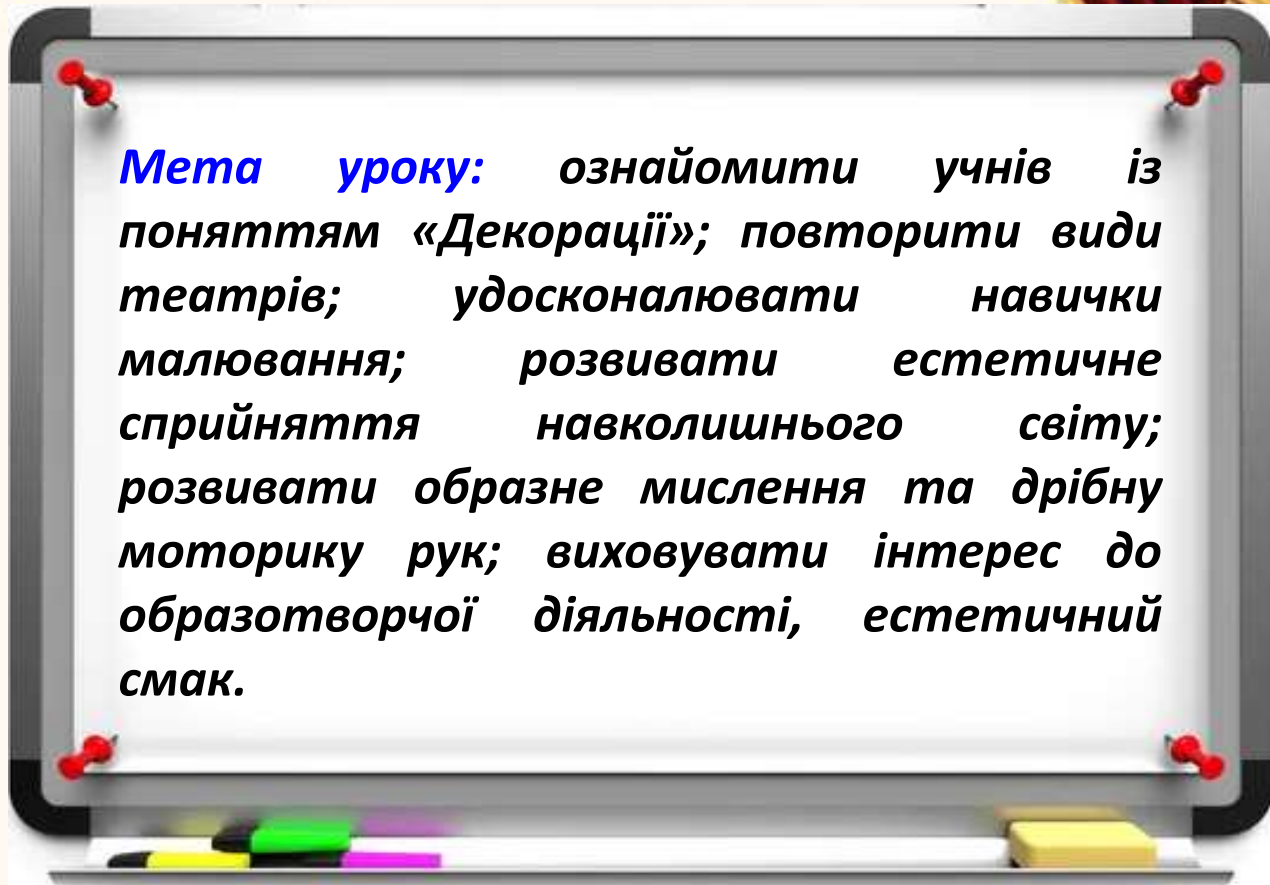 Мета уроку: ознайомити учнів із
поняттям «Декорації»; повторити види
театрів; удосконалювати навички
малювання; розвивати естетичне
сприйняття навколишнього світу;
розвивати образне мислення та дрібну
моторику рук; виховувати інтерес до
образотворчої діяльності, естетичний
смак.